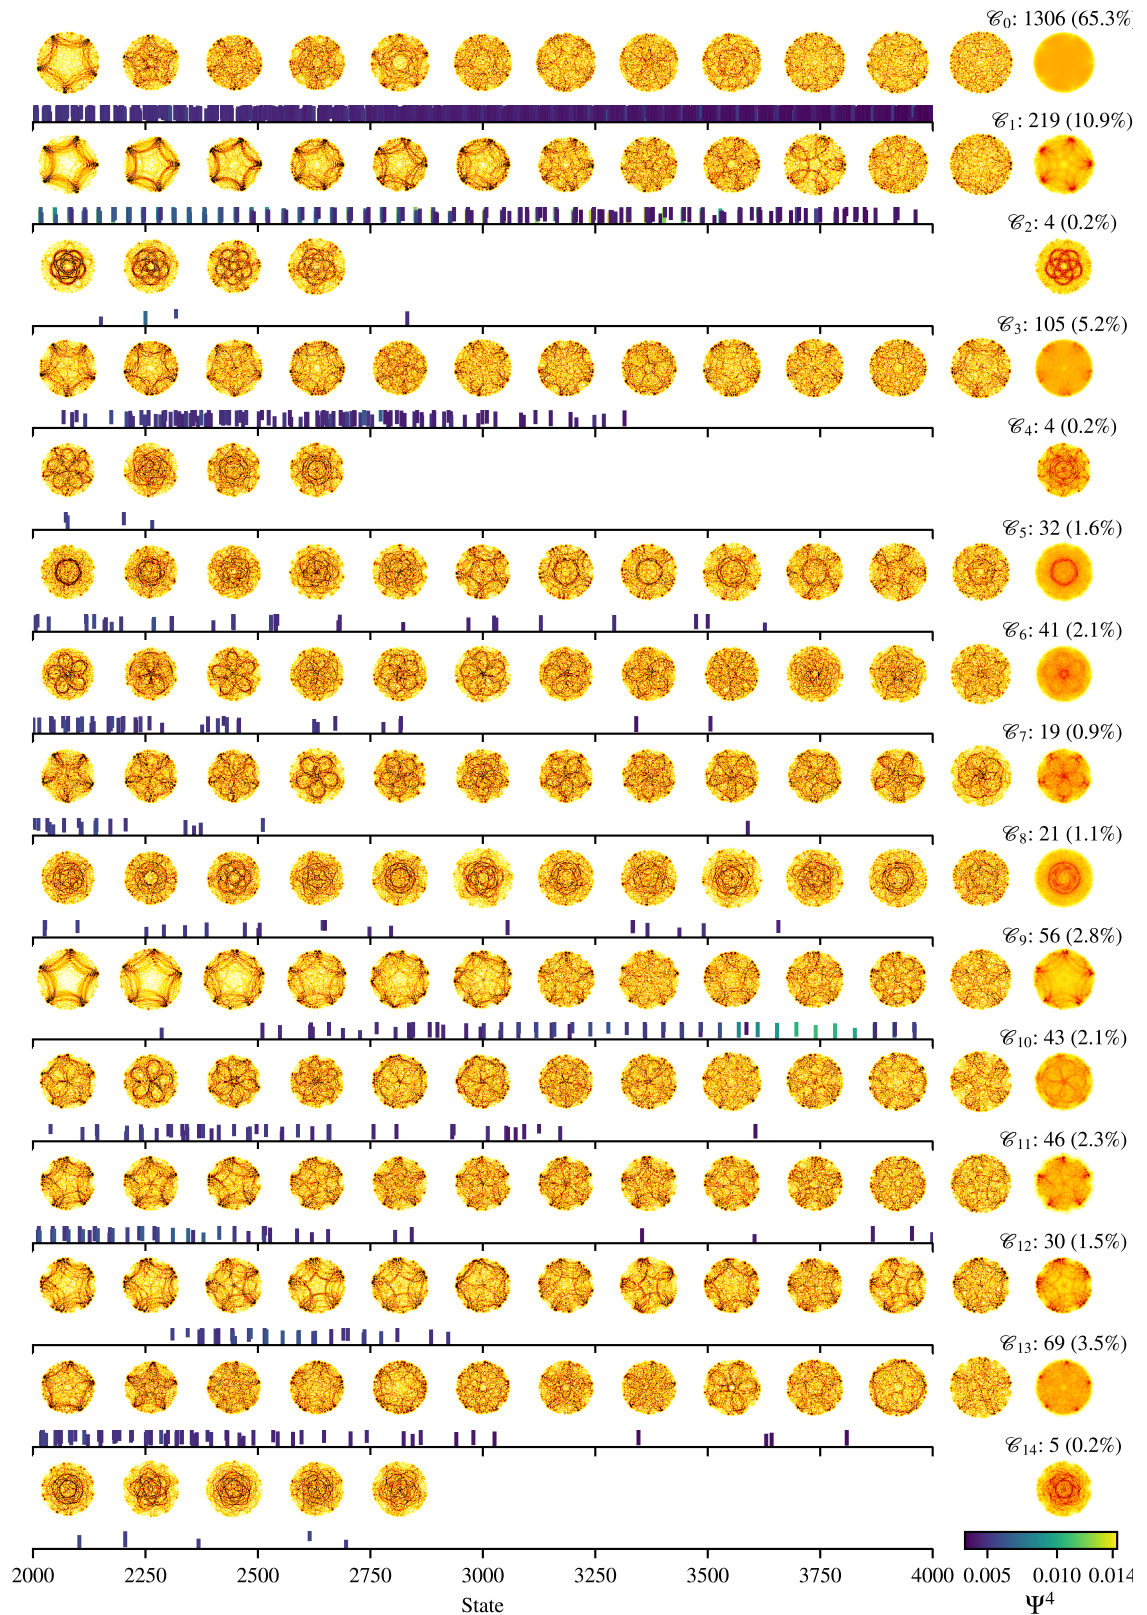 𝒞₀: 1306 (65.3%)
𝒞₁: 219 (10.9%)
𝒞₂: 4 (0.2%)
𝒞₃: 105 (5.2%)
𝒞₄: 4 (0.2%)
𝒞₅: 32 (1.6%)
𝒞₆: 41 (2.1%)
𝒞₇: 19 (0.9%)
𝒞₈: 21 (1.1%)
𝒞₉: 56 (2.8%)
𝒞₁₀: 43 (2.1%)
𝒞₁₁: 46 (2.3%)
𝒞₁₂: 30 (1.5%)
𝒞₁₃: 69 (3.5%)
𝒞₁₄: 5 (0.2%)
2000 2250 2500 2750 3000 3250 3500 3750 4000
State
0.005 0.010 0.014
Ψ⁴